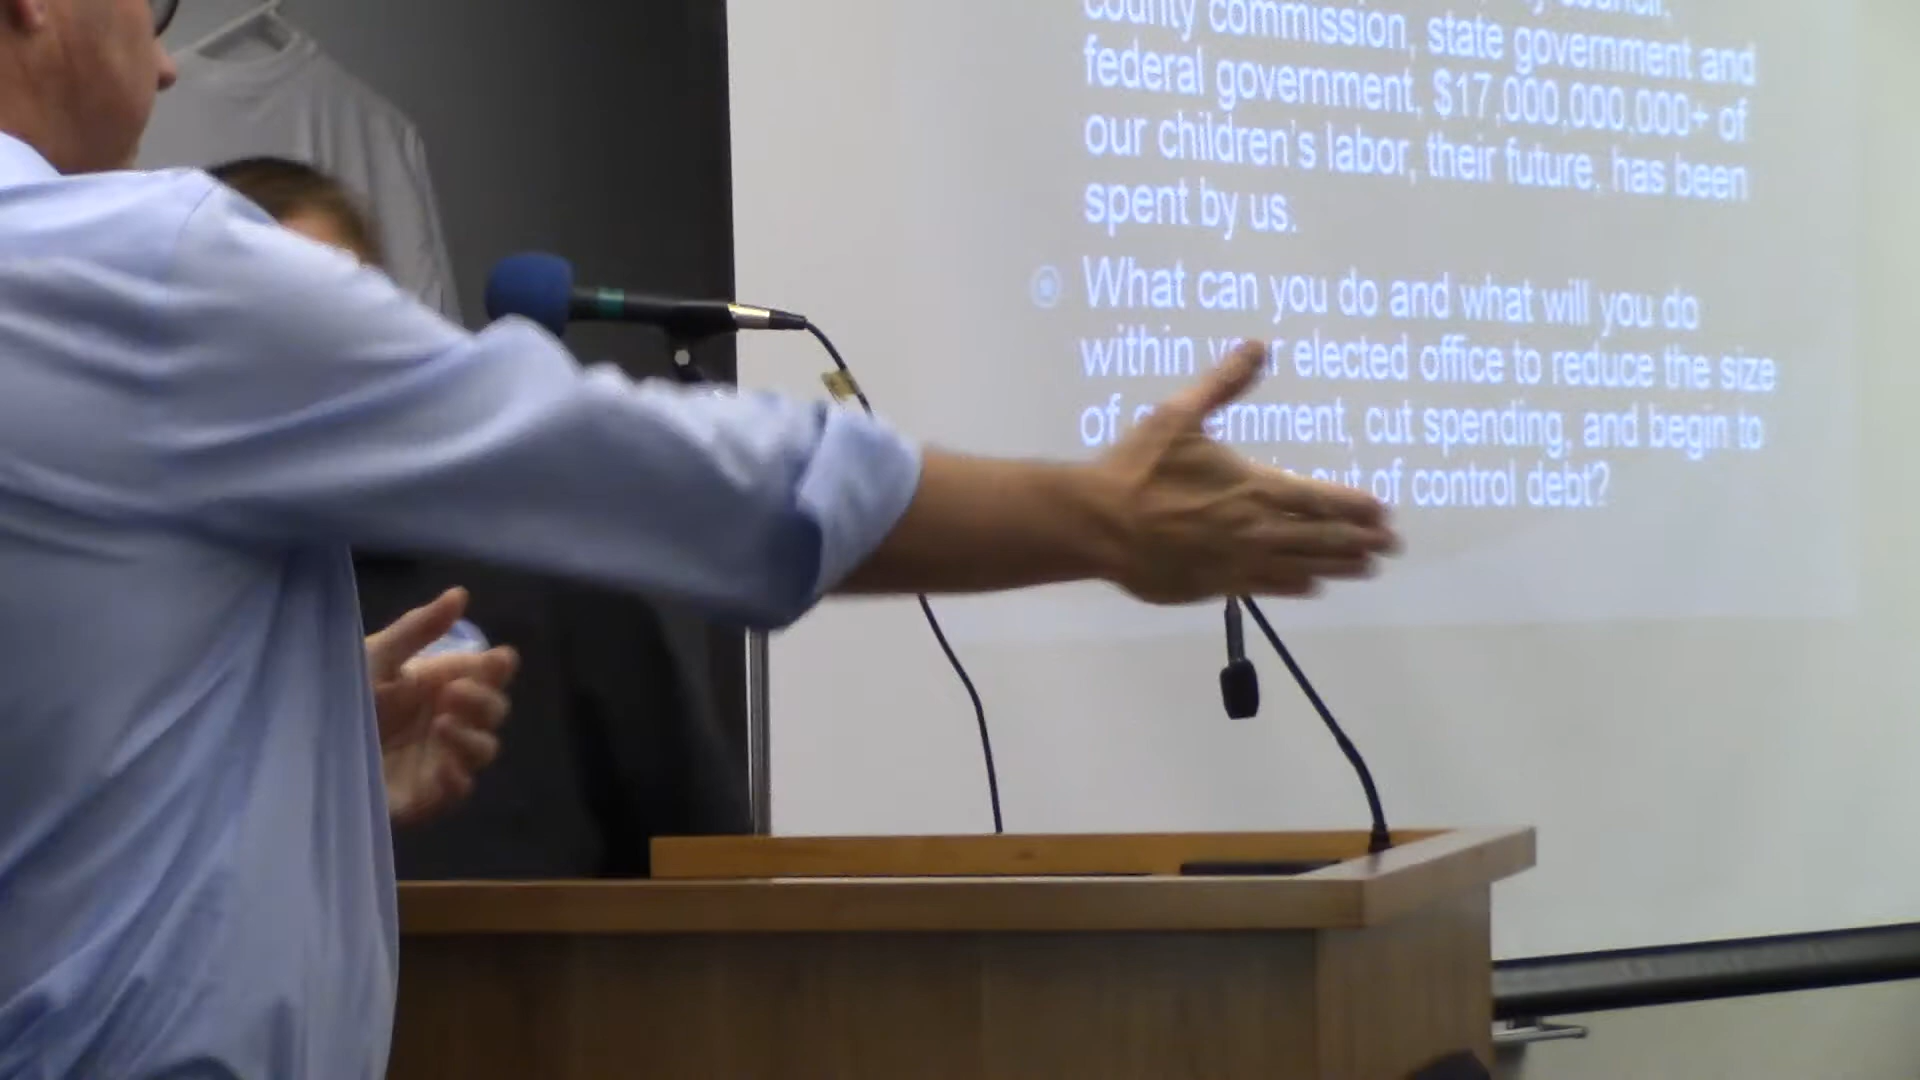 county commission, state government and
federal government, $17,000,000,000+ of
our children's labor, their future, has been
spent by us.
What can you do and what will you do
within your elected office to reduce the size
of government, cut spending, and begin to
out of control debt?